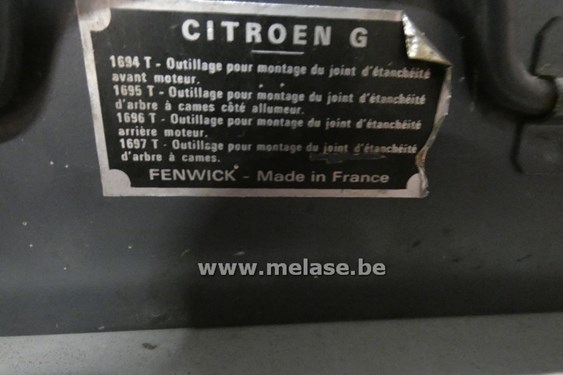 CITROEN G
1694 T - Outillage pour montage du joint d'étanchéité
avant moteur.
1695 T - Outillage pour montage du joint d'étanchéité
d'arbre à cames côté allumeur.
1696 T - Outillage pour montage du joint d'étanchéité
arrière moteur.
1697 T - Outillage pour montage du joint d'étanchéité
d'arbre à cames.
FENWICK - Made in France
www.melase.be